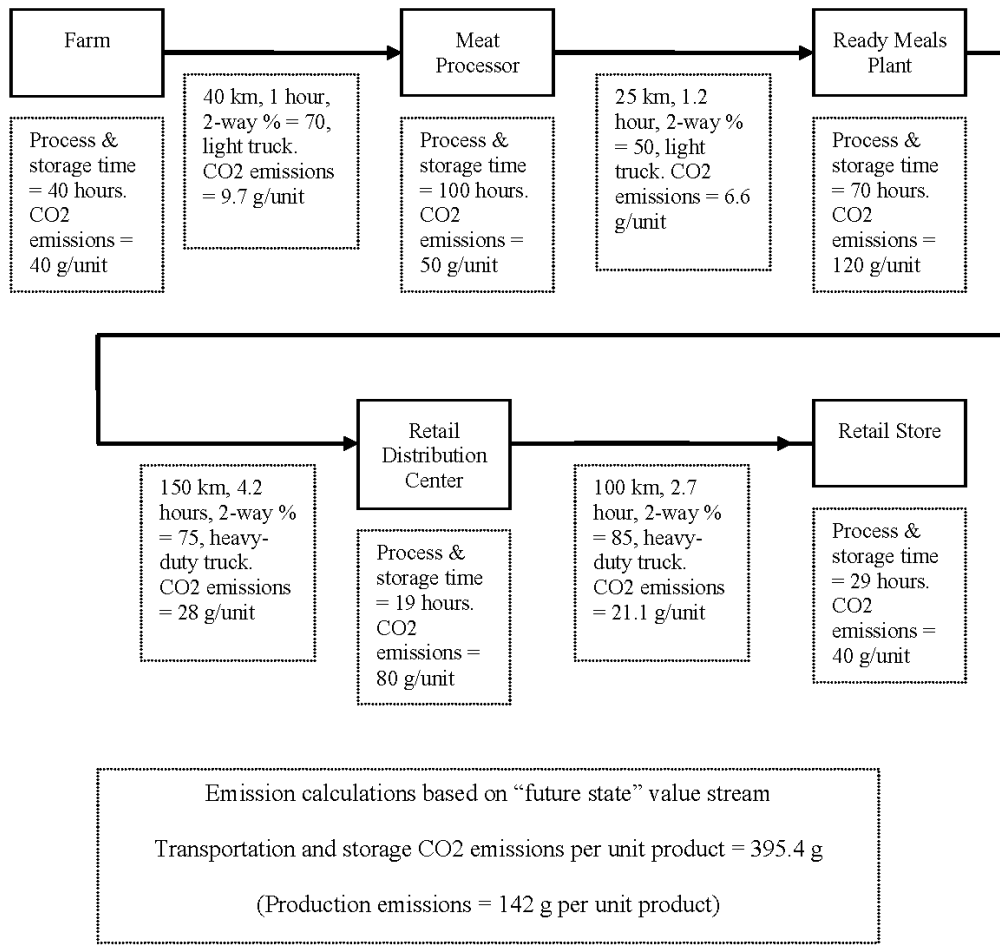 Farm
Meat
Processor
Ready Meals
Plant
40 km, 1 hour,
2-way % = 70,
light truck.
CO2 emissions
= 9.7 g/unit
25 km, 1.2
hour, 2-way %
= 50, light
truck. CO2
emissions = 6.6
g/unit
Process &
storage time
= 40 hours.
CO2
emissions =
40 g/unit
Process &
storage time
= 100 hours.
CO2
emissions =
50 g/unit
Process &
storage time
= 70 hours.
CO2
emissions =
120 g/unit
Retail
Distribution
Center
Retail Store
150 km, 4.2
hours, 2-way %
= 75, heavy-
duty truck.
CO2 emissions
= 28 g/unit
100 km, 2.7
hour, 2-way %
= 85, heavy-
duty truck.
CO2 emissions
= 21.1 g/unit
Process &
storage time
= 19 hours.
CO2
emissions =
80 g/unit
Process &
storage time
= 29 hours.
CO2
emissions =
40 g/unit
Emission calculations based on “future state” value stream
Transportation and storage CO2 emissions per unit product = 395.4 g
(Production emissions = 142 g per unit product)